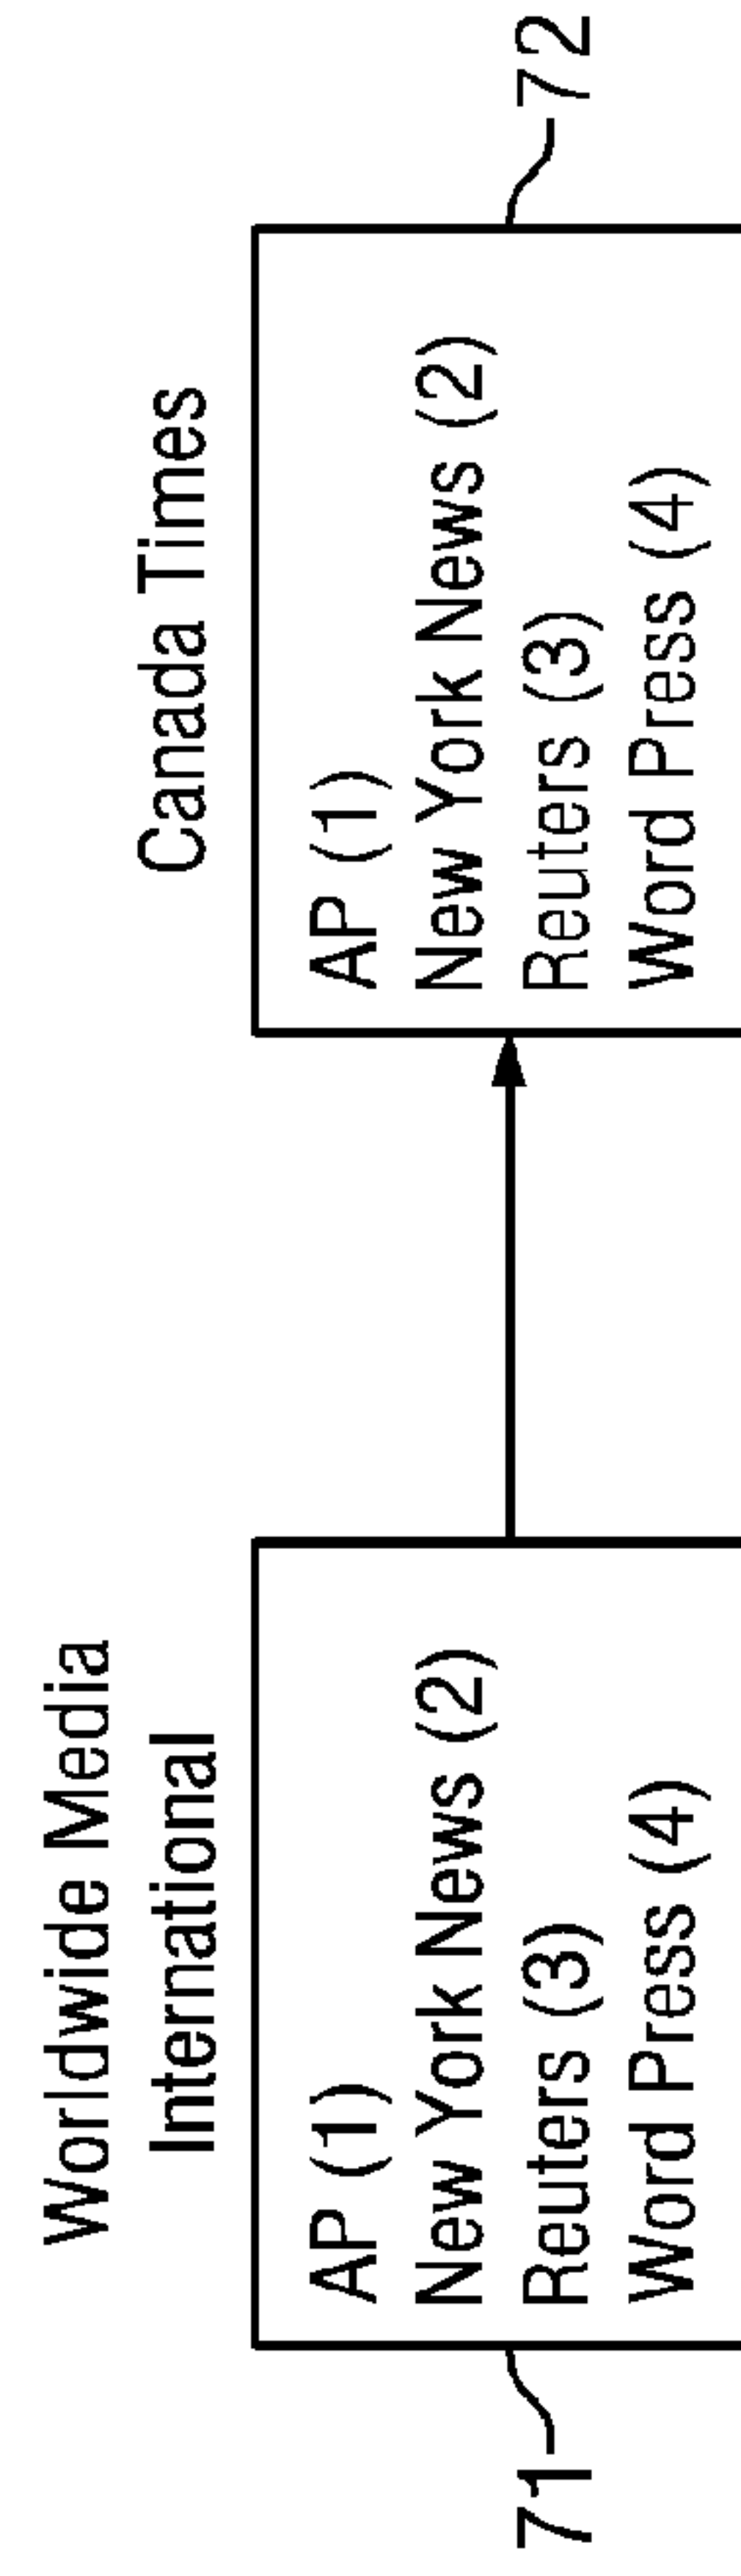 Worldwide Media
International
71
AP (1)
New York News (2)
Reuters (3)
Word Press (4)
Canada Times
AP (1)
New York News (2)
Reuters (3)
Word Press (4)
72